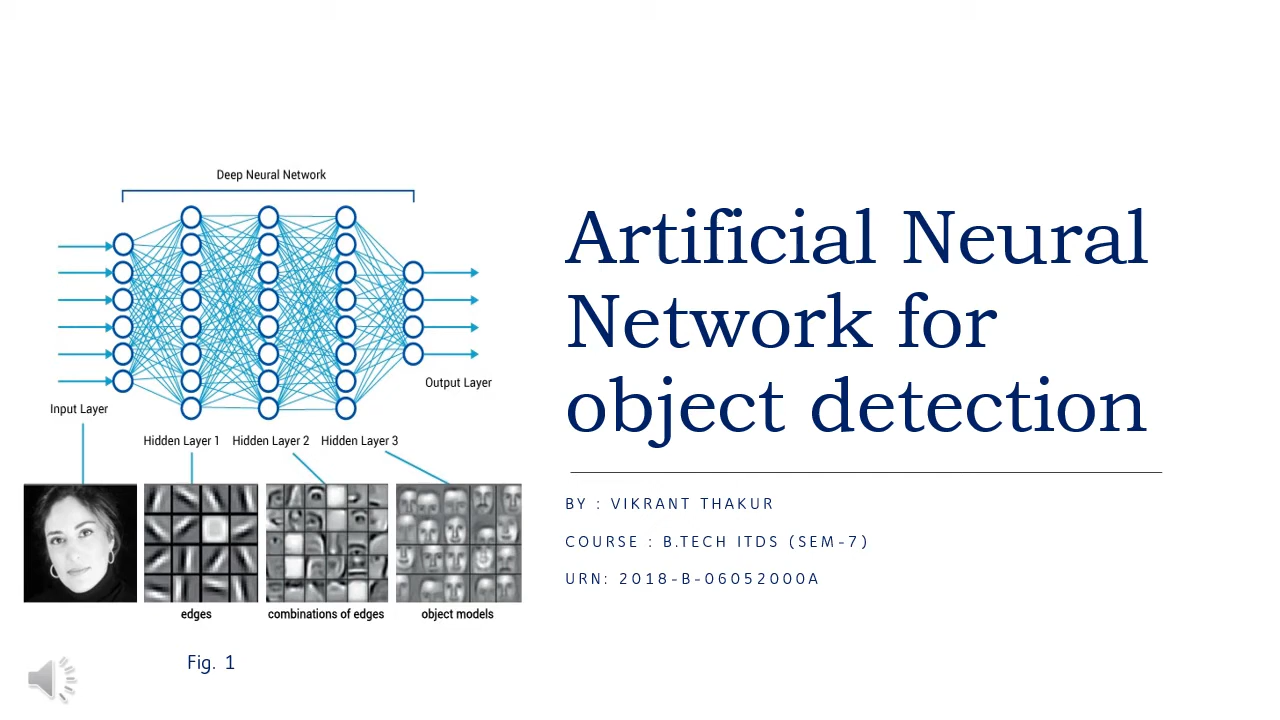 Deep Neural Network
Output Layer
Input Layer
Hidden Layer 1 Hidden Layer 2 Hidden Layer 3
edges combinations of edges object models
Fig. 1
Artificial Neural
Network for
object detection
BY : VIKRANT THAKUR
COURSE : B.TECH ITDS (SEM-7)
URN: 2018-B-06052000A